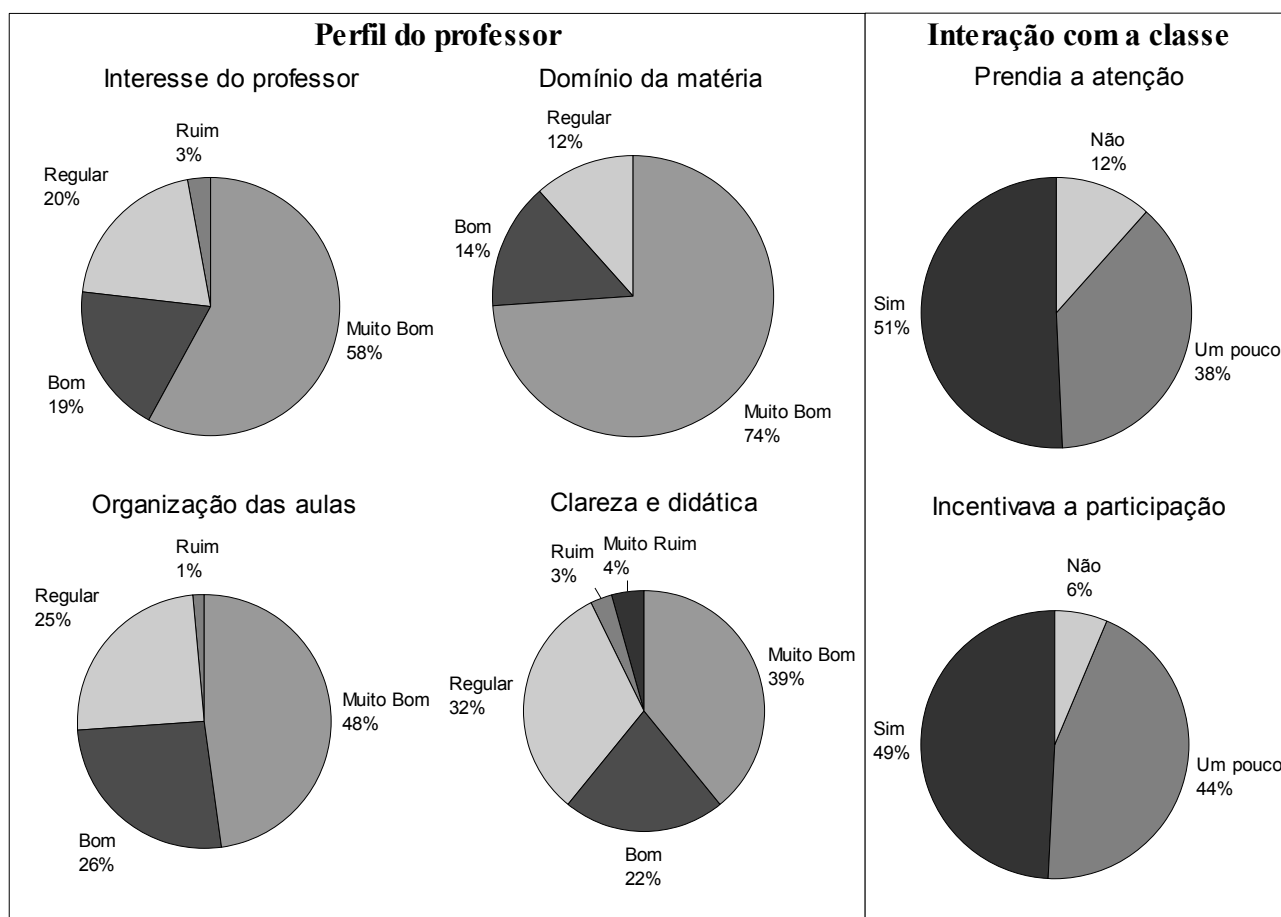 Perfil do professor
Interesse do professor
Ruim
3%
Regular
20%
Bom
19%
Muito Bom
58%
Domínio da matéria
Regular
12%
Bom
14%
Muito Bom
74%
Organização das aulas
Ruim
1%
Regular
25%
Muito Bom
48%
Bom
26%
Clareza e didática
Ruim
3%
Muito Ruim
4%
Muito Bom
39%
Regular
32%
Bom
22%
Interação com a classe
Prendia a atenção
Não
12%
Sim
51%
Um pouco
38%
Incentivava a participação
Não
6%
Sim
49%
Um pouco
44%